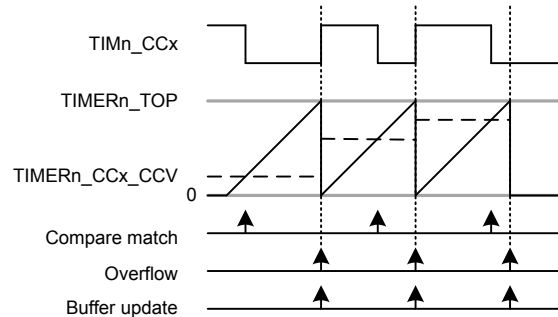 TIMn_CCx
TIMERn_TOP
TIMERn_CCx_CCV
0
Compare match
Overflow
Buffer update